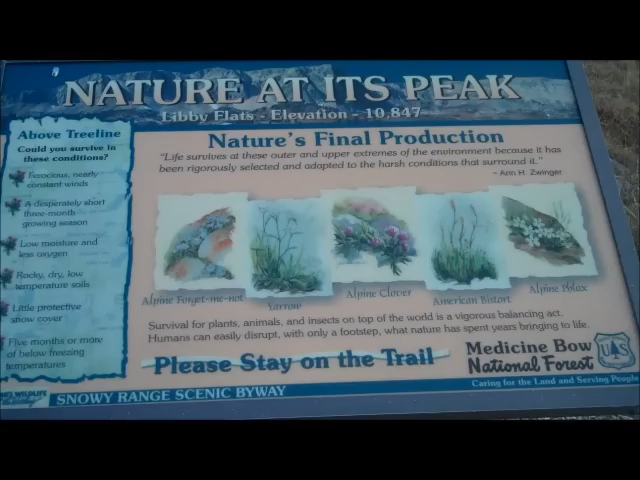 NATURE AT ITS PEAK
Libby Flats - Elevation - 10,847
Above Treeline
Could you survive in
these conditions?
Ferocious, nearly
constant winds
A desperately short
three-month
growing season
Low moisture and
less oxygen
Rocky, dry, low
temperature soils
Little protective
snow cover
Five months or more
of below freezing
temperatures
Nature's Final Production
"Life survives at these outer and upper extremes of the environment because it has
been rigorously selected and adapted to the harsh conditions that surround it."
~ Ann H. Zwinger
Alpine Forget-me-not
Yarrow
Alpine Clover
American Bistort
Alpine Phlox
Survival for plants, animals, and insects on top of the world is a vigorous balancing act.
Humans can easily disrupt, with only a footstep, what nature has spent years bringing to life.
Please Stay on the Trail
Medicine Bow
National Forest
UAS
Caring for the Land and Serving People
WILDLIFE
SNOWY RANGE SCENIC BYWAY